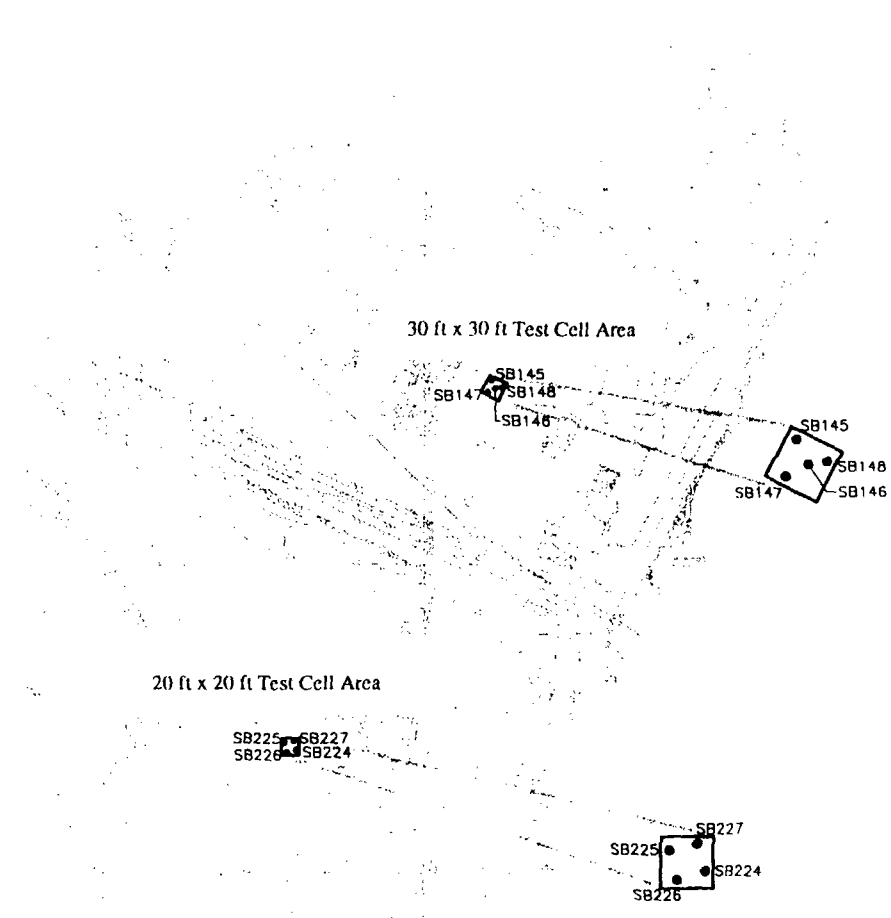 30 ft x 30 ft Test Cell Area
SB145
SB147
SB148
SB146
SB145
SB148
SB147
SB146
20 ft x 20 ft Test Cell Area
SB225
SB227
SB226
SB224
SB227
SB225
SB224
SB226